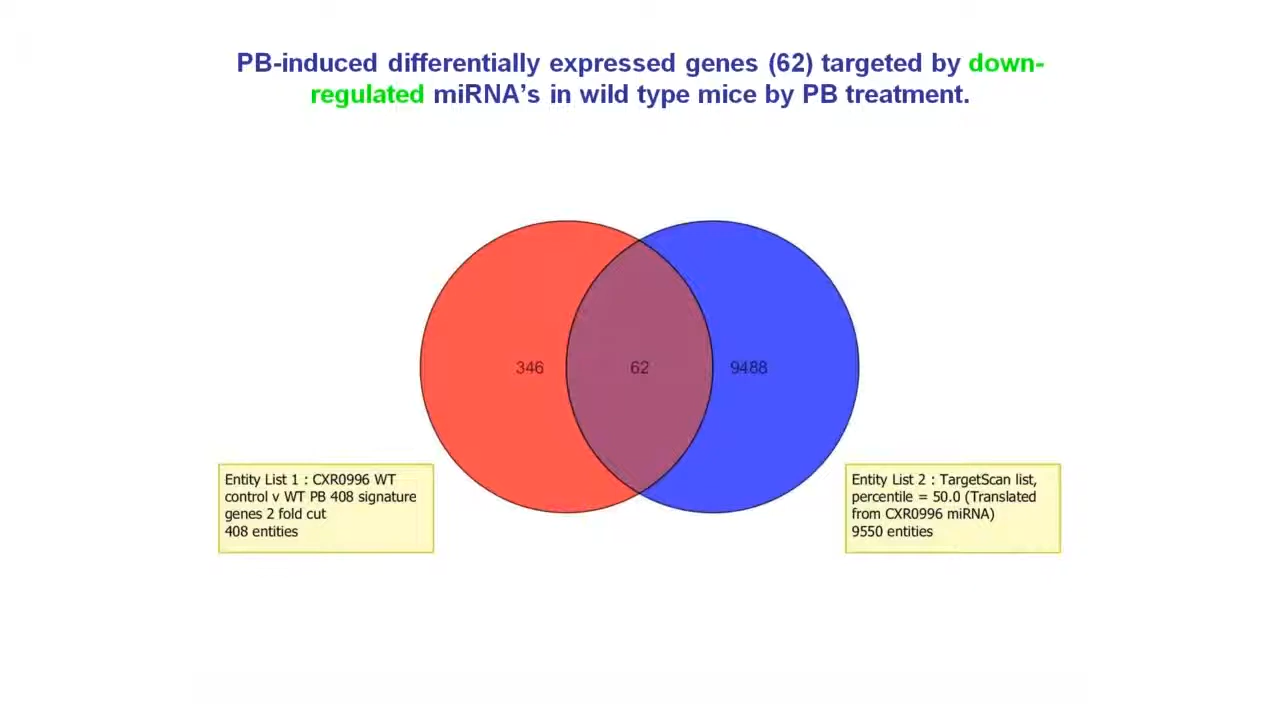 PB-induced differentially expressed genes (62) targeted by down-
regulated miRNA’s in wild type mice by PB treatment.
346
62
9488
Entity List 1 : CXR0996 WT
control v WT PB 408 signature
genes 2 fold cut
408 entities
Entity List 2 : TargetScan list,
percentile = 50.0 (Translated
from CXR0996 miRNA)
9550 entities